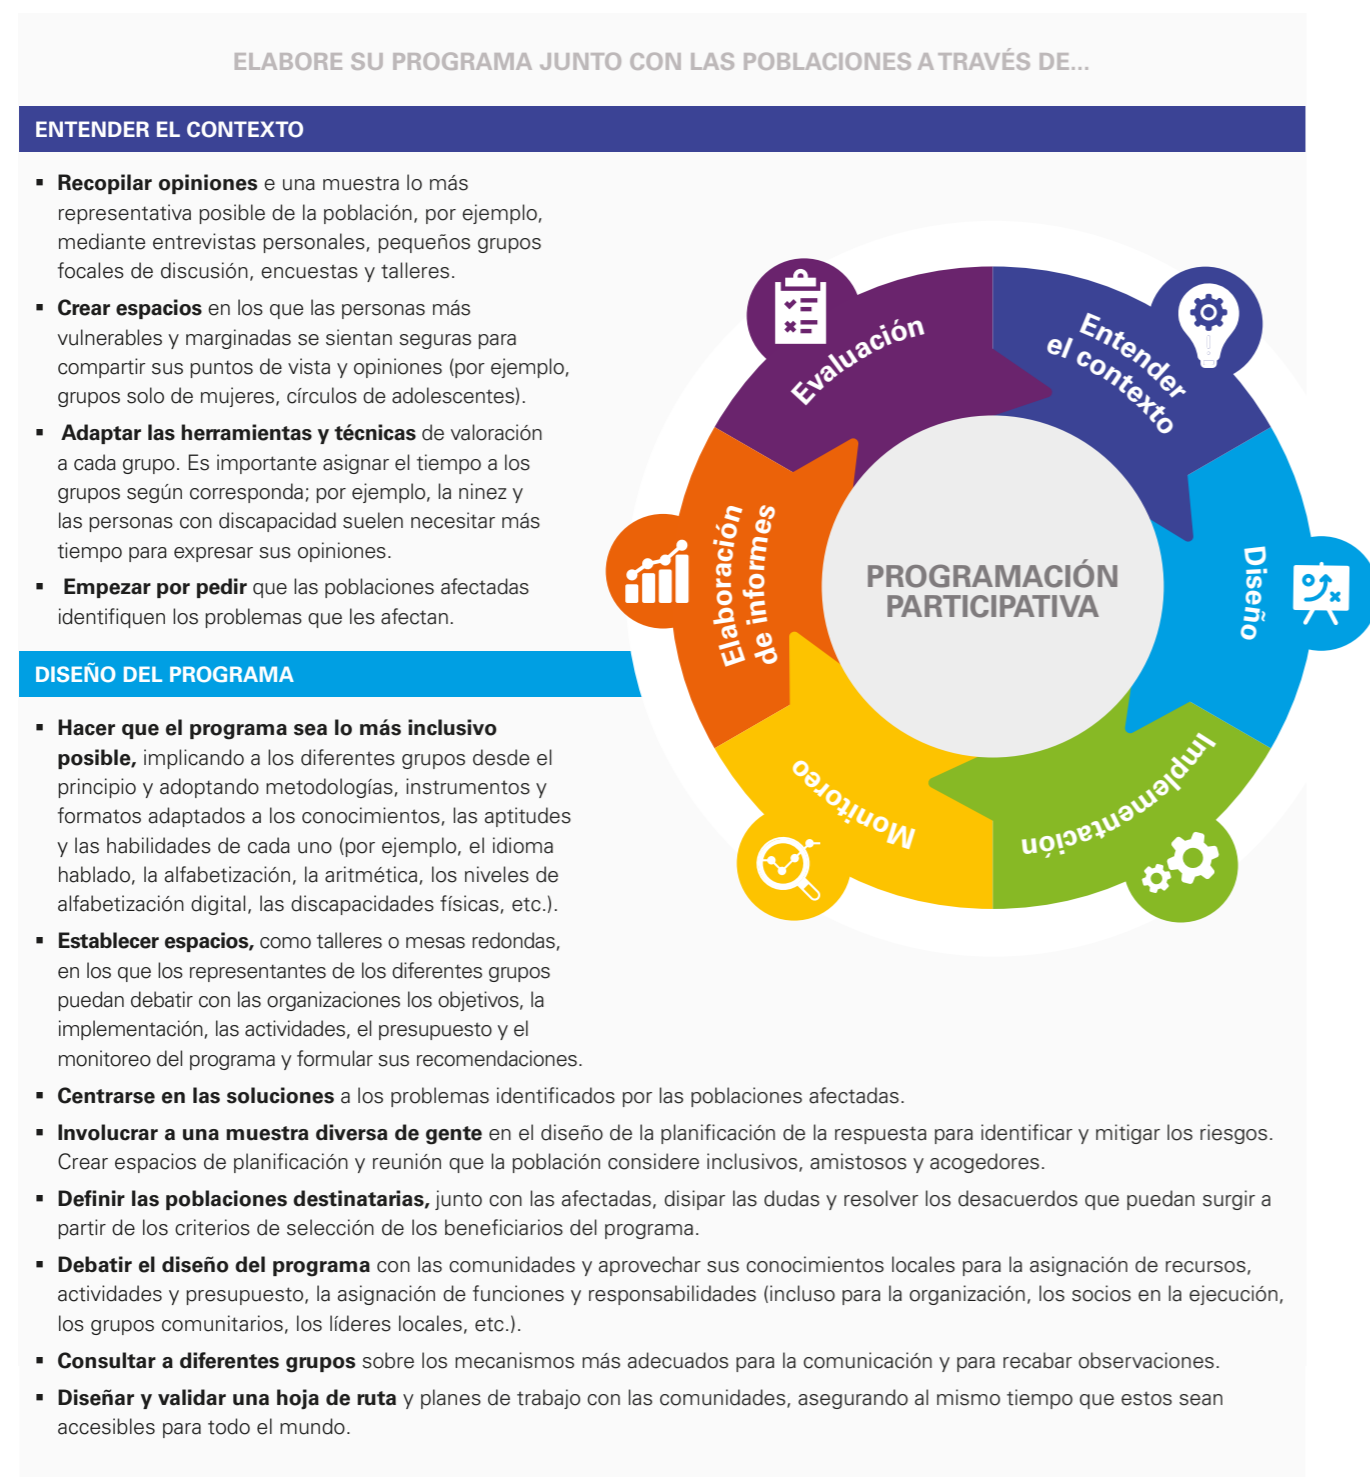 ELABORE SU PROGRAMA JUNTO CON LAS POBLACIONES A TRAVÉS DE...
ENTENDER EL CONTEXTO
▪ Recopilar opiniones e una muestra lo más
representativa posible de la población, por ejemplo,
mediante entrevistas personales, pequeños grupos
focales de discusión, encuestas y talleres.
▪ Crear espacios en los que las personas más
vulnerables y marginadas se sientan seguras para
compartir sus puntos de vista y opiniones (por ejemplo,
grupos solo de mujeres, círculos de adolescentes).
▪ Adaptar las herramientas y técnicas de valoración
a cada grupo. Es importante asignar el tiempo a los
grupos según corresponda; por ejemplo, la ninez y
las personas con discapacidad suelen necesitar más
tiempo para expresar sus opiniones.
▪ Empezar por pedir que las poblaciones afectadas
identifiquen los problemas que les afectan.
Entender
el contexto
Diseño
Implementación
Monitoreo
Elaboración
de informes
Evaluación
PROGRAMACIÓN
PARTICIPATIVA
DISEÑO DEL PROGRAMA
▪ Hacer que el programa sea lo más inclusivo
posible, implicando a los diferentes grupos desde el
principio y adoptando metodologías, instrumentos y
formatos adaptados a los conocimientos, las aptitudes
y las habilidades de cada uno (por ejemplo, el idioma
hablado, la alfabetización, la aritmética, los niveles de
alfabetización digital, las discapacidades físicas, etc.).
▪ Establecer espacios, como talleres o mesas redondas,
en los que los representantes de los diferentes grupos
puedan debatir con las organizaciones los objetivos, la
implementación, las actividades, el presupuesto y el
monitoreo del programa y formular sus recomendaciones.
▪ Centrarse en las soluciones a los problemas identificados por las poblaciones afectadas.
▪ Involucrar a una muestra diversa de gente en el diseño de la planificación de la respuesta para identificar y mitigar los riesgos.
Crear espacios de planificación y reunión que la población considere inclusivos, amistosos y acogedores.
▪ Definir las poblaciones destinatarias, junto con las afectadas, disipar las dudas y resolver los desacuerdos que puedan surgir a
partir de los criterios de selección de los beneficiarios del programa.
▪ Debatir el diseño del programa con las comunidades y aprovechar sus conocimientos locales para la asignación de recursos,
actividades y presupuesto, la asignación de funciones y responsabilidades (incluso para la organización, los socios en la ejecución,
los grupos comunitarios, los líderes locales, etc.).
▪ Consultar a diferentes grupos sobre los mecanismos más adecuados para la comunicación y para recabar observaciones.
▪ Diseñar y validar una hoja de ruta y planes de trabajo con las comunidades, asegurando al mismo tiempo que estos sean
accesibles para todo el mundo.